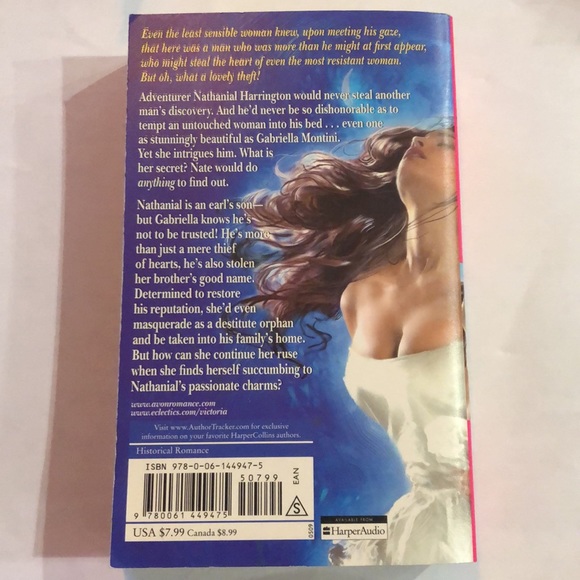 Even the least sensible woman knew, upon meeting his gaze,
that here was a man who was more than he might at first appear,
who might steal the heart of even the most resistant woman.
But oh, what a lovely theft!
Adventurer Nathanial Harrington would never steal another
man's discovery. And he'd never be so dishonorable as to
tempt an untouched woman into his bed . . . even one
as stunningly beautiful as Gabriella Montini.
Yet she intrigues him. What is
her secret? Nate would do
anything to find out.
Nathanial is an earl's son—
but Gabriella knows he's
not to be trusted! He's more
than just a mere thief
of hearts, he's also stolen
her brother's good name.
Determined to restore
his reputation, she'd even
masquerade as a destitute orphan
and be taken into his family's home.
But how can she continue her ruse
when she finds herself succumbing to
Nathanial's passionate charms?
www.avonromance.com
www.eclectics.com/victoria
Visit www.AuthorTracker.com for exclusive
information on your favorite HarperCollins authors.
Historical Romance
ISBN 978-0-06-144947-5
50799
EAN
S
9 780061 449475
USA $7.99 Canada $8.99
0509
AVAILABLE FROM
HarperAudio